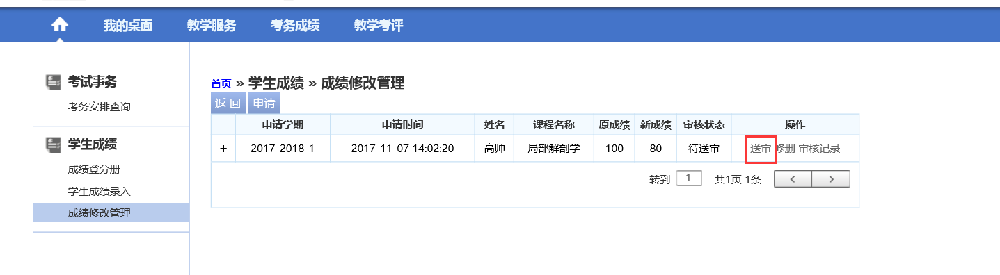 我的桌面 教学服务 考务成绩 教学考评
考试事务
考务安排查询
学生成绩
成绩登分册
学生成绩录入
成绩修改管理
首页 » 学生成绩 » 成绩修改管理
返 回 申请
申请学期 申请时间 姓名 课程名称 原成绩 新成绩 审核状态 操作
+ 2017-2018-1 2017-11-07 14:02:20 高帅 局部解剖学 100 80 待送审 送审 修删 审核记录
转到 1 共1页 1条 < >